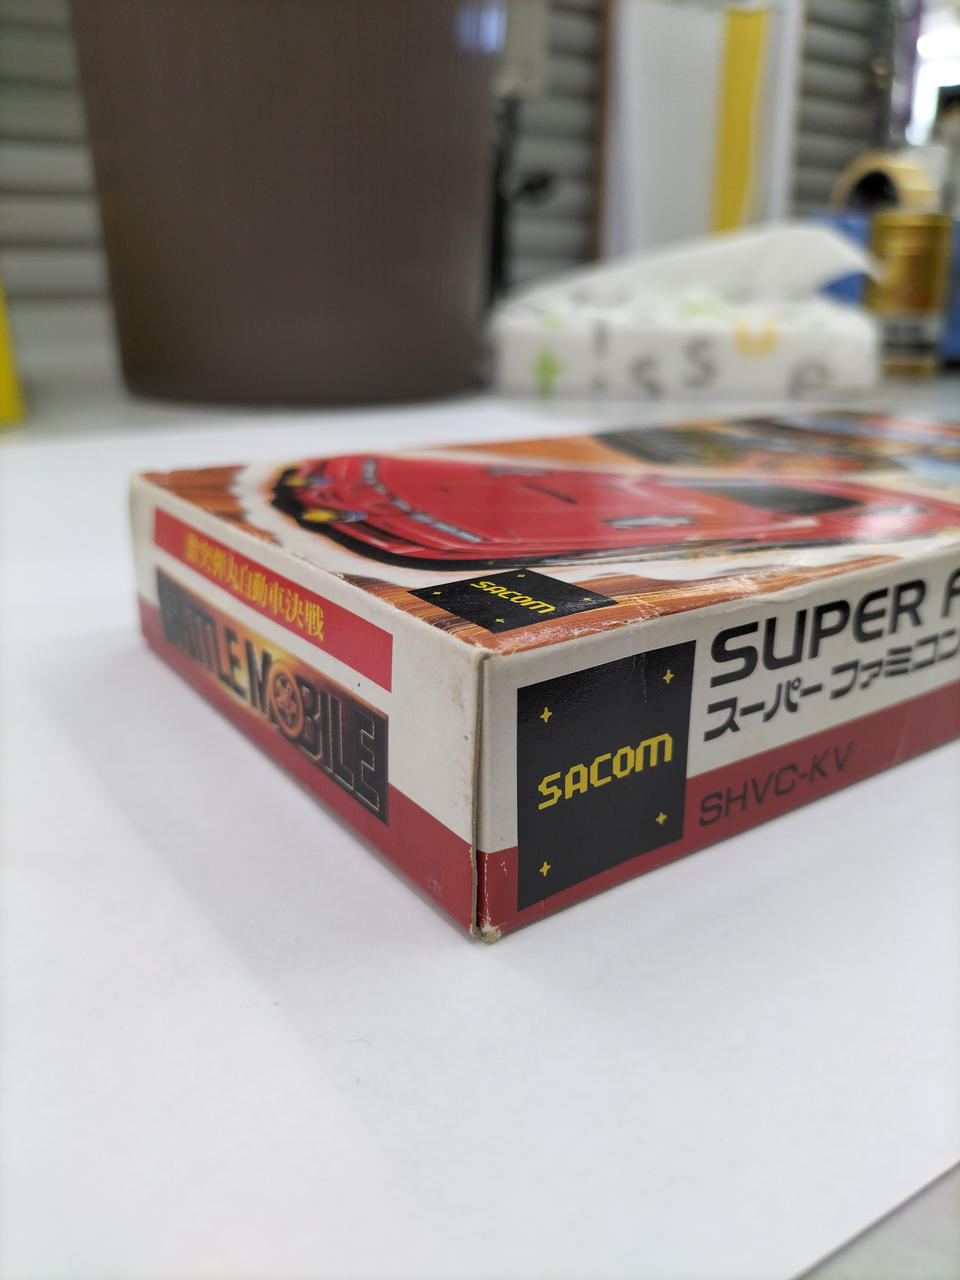 激突弾丸自動車決戦
BATTLE MOBILE
SACOM
SACOM
SUPER F
スーパーファミコン
SHVC-KV
tissue